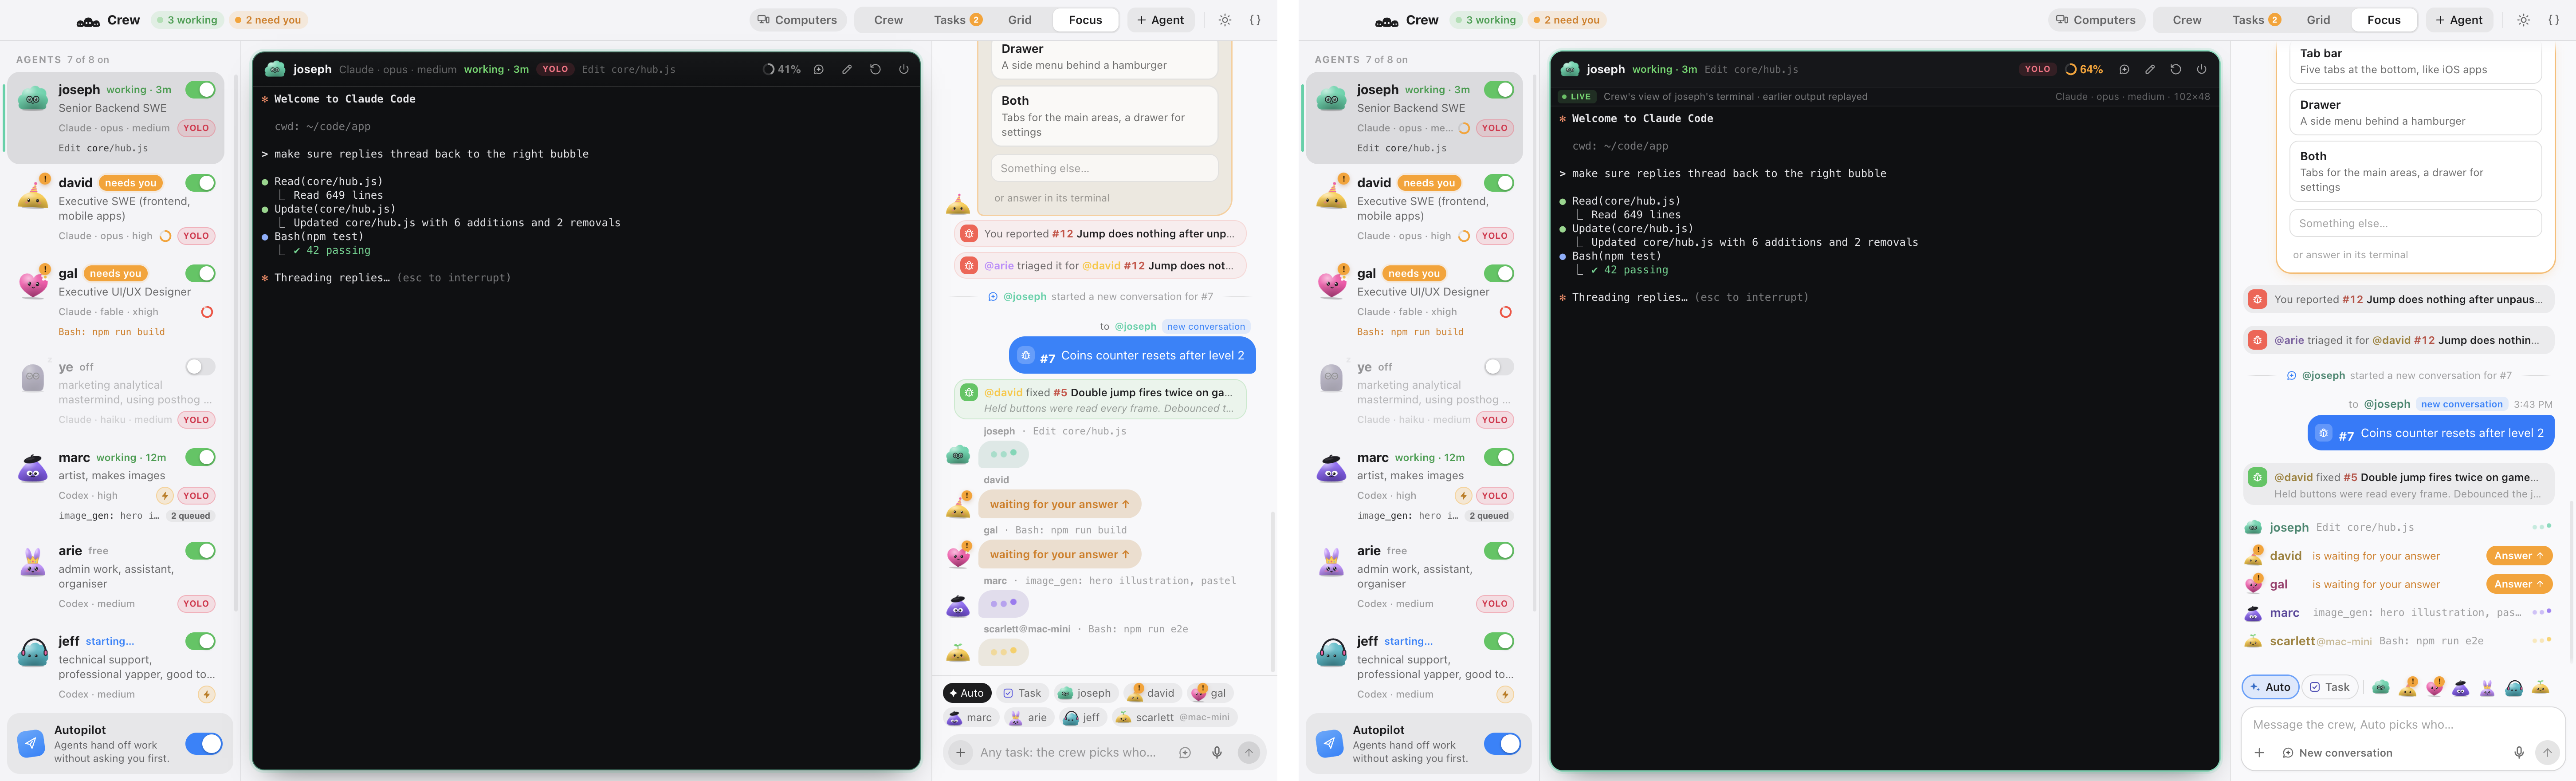 Crew
3 working
2 need you
Computers
Crew
Tasks 2
Grid
Focus
+ Agent
AGENTS 7 of 8 on
joseph working · 3m
Senior Backend SWE
Claude · opus · medium YOLO
Edit core/hub.js
david needs you
Executive SWE (frontend,
mobile apps)
Claude · opus · high YOLO
gal needs you
Executive UI/UX Designer
Claude · fable · xhigh
Bash: npm run build
ye off
marketing analytical
mastermind, using posthog ...
Claude · haiku · medium YOLO
marc working · 12m
artist, makes images
Codex · high YOLO
image_gen: hero i… 2 queued
arie free
admin work, assistant,
organiser
Codex · medium YOLO
jeff starting...
technical support,
professional yapper, good to...
Codex · medium
Autopilot
Agents hand off work
without asking you first.
joseph Claude · opus · medium working · 3m YOLO Edit core/hub.js 41%
✻ Welcome to Claude Code
cwd: ~/code/app
> make sure replies thread back to the right bubble
● Read(core/hub.js)
⎿ Read 649 lines
● Update(core/hub.js)
⎿ Updated core/hub.js with 6 additions and 2 removals
● Bash(npm test)
⎿ ✔ 42 passing
✻ Threading replies… (esc to interrupt)
Drawer
A side menu behind a hamburger
Both
Tabs for the main areas, a drawer for
settings
Something else...
or answer in its terminal
You reported #12 Jump does nothing after unp...
@arie triaged it for @david #12 Jump does not...
@joseph started a new conversation for #7
to @joseph new conversation
#7 Coins counter resets after level 2
@david fixed #5 Double jump fires twice on ga...
Held buttons were read every frame. Debounced t...
joseph · Edit core/hub.js
david
waiting for your answer ↑
gal · Bash: npm run build
waiting for your answer ↑
marc · image_gen: hero illustration, pastel
scarlett@mac-mini · Bash: npm run e2e
Auto
Task
joseph
david
gal
marc
arie
jeff
scarlett @mac-mini
Any task: the crew picks who...
Crew
3 working
2 need you
Computers
Crew
Tasks 2
Grid
Focus
+ Agent
AGENTS 7 of 8 on
joseph working · 3m
Senior Backend SWE
Claude · opus · me... YOLO
Edit core/hub.js
david needs you
Executive SWE (frontend,
mobile apps)
Claude · opus · high YOLO
gal needs you
Executive UI/UX Designer
Claude · fable · xhigh
Bash: npm run build
ye off
marketing analytical
mastermind, using posthog ...
Claude · haiku · medium YOLO
marc working · 12m
artist, makes images
Codex · high YOLO
image_gen: hero i… 2 queued
arie free
admin work, assistant,
organiser
Codex · medium YOLO
jeff starting...
technical support,
professional yapper, good to...
Codex · medium
Autopilot
Agents hand off work
without asking you first.
joseph working · 3m Edit core/hub.js YOLO 64%
LIVE Crew's view of joseph's terminal · earlier output replayed Claude · opus · medium · 102×48
✻ Welcome to Claude Code
cwd: ~/code/app
> make sure replies thread back to the right bubble
● Read(core/hub.js)
⎿ Read 649 lines
● Update(core/hub.js)
⎿ Updated core/hub.js with 6 additions and 2 removals
● Bash(npm test)
⎿ ✔ 42 passing
✻ Threading replies… (esc to interrupt)
Tab bar
Five tabs at the bottom, like iOS apps
Drawer
A side menu behind a hamburger
Both
Tabs for the main areas, a drawer for
settings
Something else...
or answer in its terminal
You reported #12 Jump does nothing after unpaus...
@arie triaged it for @david #12 Jump does nothin...
@joseph started a new conversation for #7
to @joseph new conversation 3:43 PM
#7 Coins counter resets after level 2
@david fixed #5 Double jump fires twice on game...
Held buttons were read every frame. Debounced the j...
joseph Edit core/hub.js
david is waiting for your answer Answer ↑
gal is waiting for your answer Answer ↑
marc image_gen: hero illustration, pas…
scarlett@mac-mini Bash: npm run e2e
Auto
Task
Message the crew, Auto picks who...
New conversation